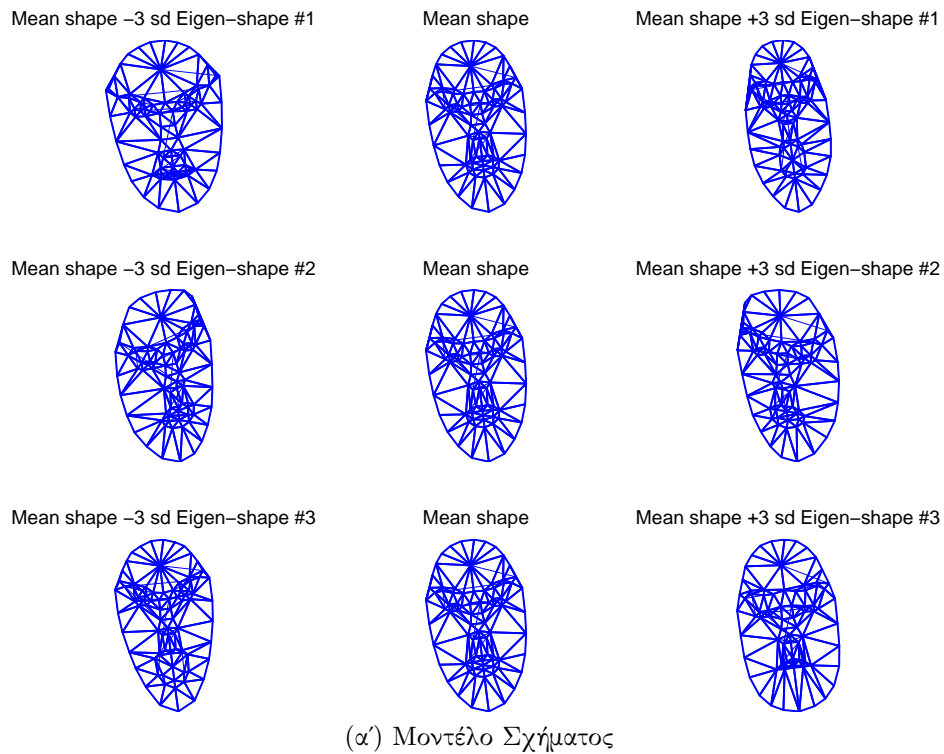 Mean shape −3 sd Eigen−shape #1
Mean shape
Mean shape +3 sd Eigen−shape #1
Mean shape −3 sd Eigen−shape #2
Mean shape
Mean shape +3 sd Eigen−shape #2
Mean shape −3 sd Eigen−shape #3
Mean shape
Mean shape +3 sd Eigen−shape #3
(αʹ) Μοντέλο Σχήματος